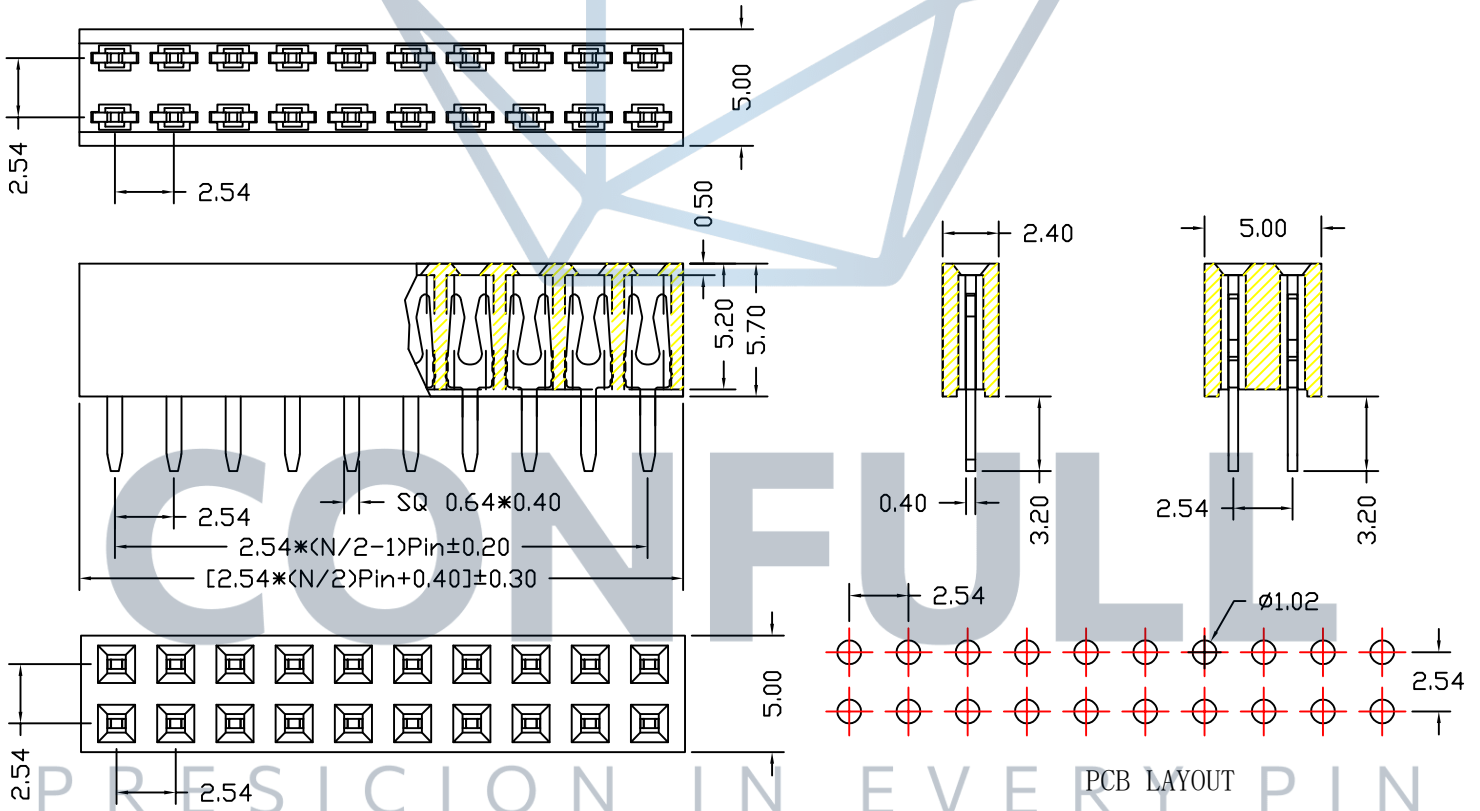 5.00
2.54
2.54
0.50
2.40
5.00
5.20
5.70
SQ 0.64*0.40
2.54
0.40
3.20
2.54
3.20
2.54*(N/2-1)Pin±0.20
[2.54*(N/2)Pin+0.40]±0.30
CONFULL
2.54
ø1.02
5.00
2.54
2.54
2.54
PCB LAYOUT
PRESICION IN EVERY PIN